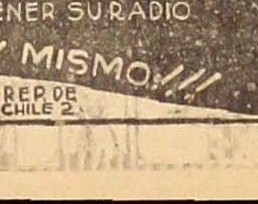 ENER SU RADIO
Y MISMO!!!
REP. DE
CHILE 2